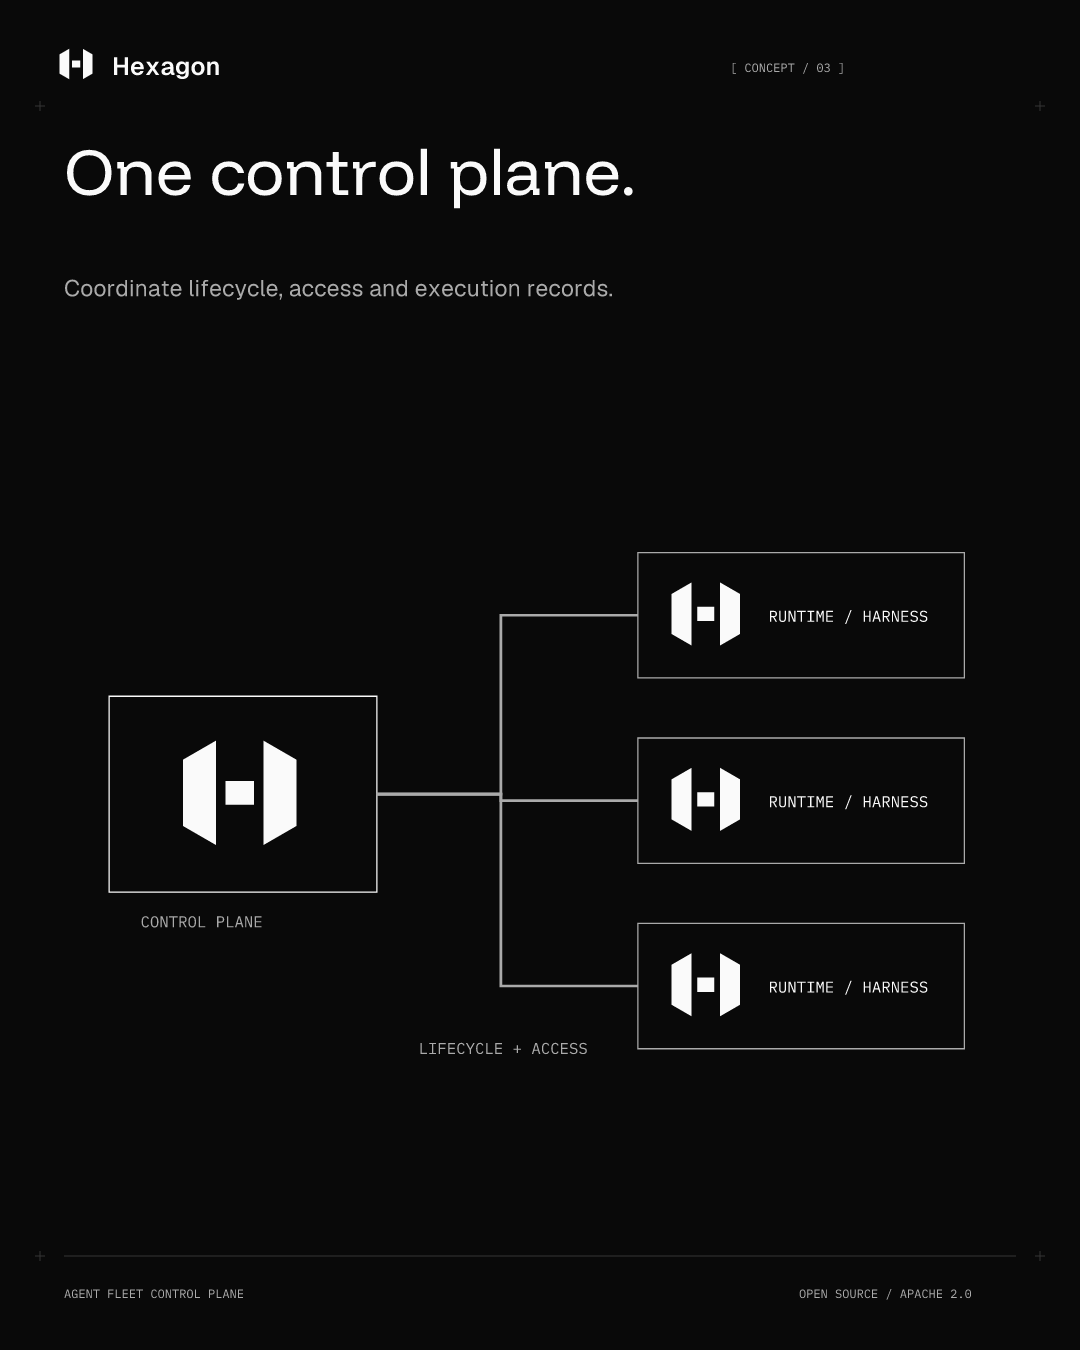 Hexagon
[ CONCEPT / 03 ]
One control plane.
Coordinate lifecycle, access and execution records.
RUNTIME / HARNESS
RUNTIME / HARNESS
CONTROL PLANE
RUNTIME / HARNESS
LIFECYCLE + ACCESS
AGENT FLEET CONTROL PLANE
OPEN SOURCE / APACHE 2.0